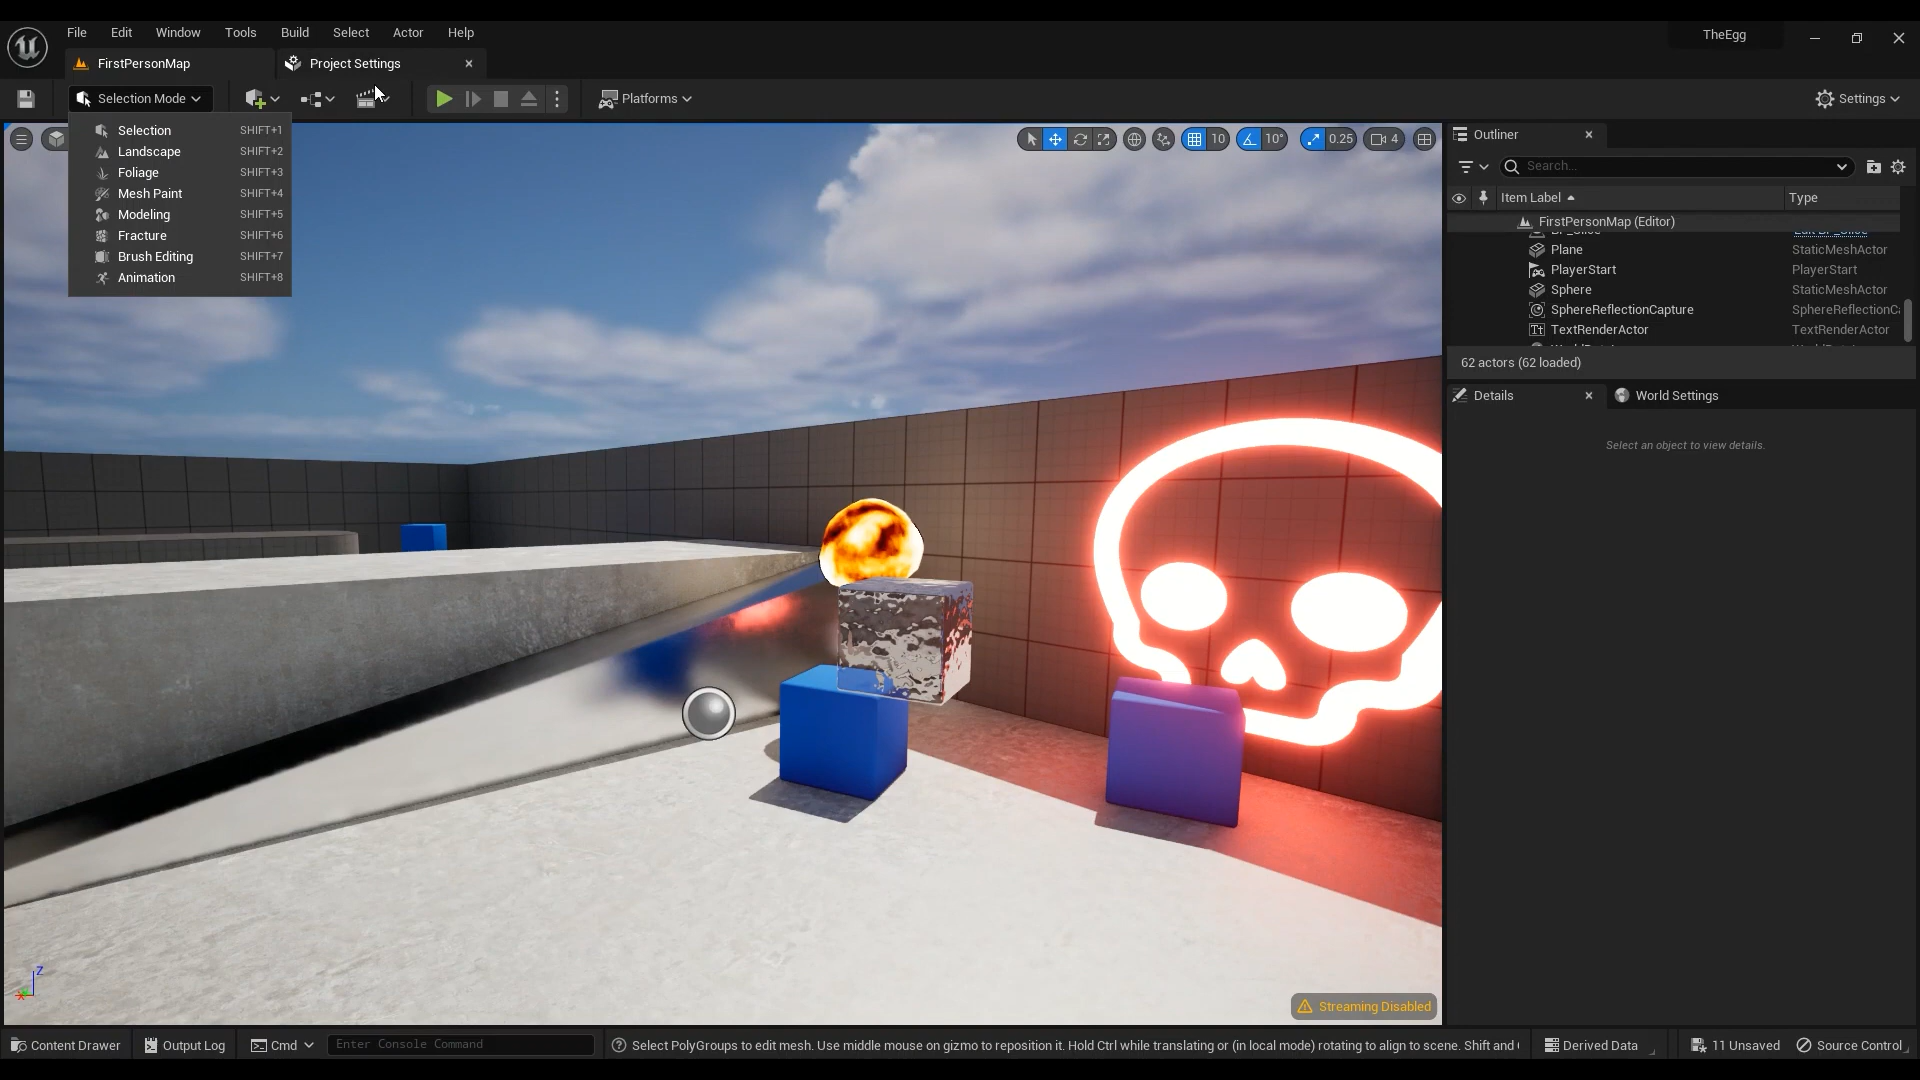 File Edit Window Tools Build Select Actor Help
TheEgg
FirstPersonMap
Project Settings
Selection Mode
Platforms
Settings
Selection SHIFT+1
Landscape SHIFT+2
Foliage SHIFT+3
Mesh Paint SHIFT+4
Modeling SHIFT+5
Fracture SHIFT+6
Brush Editing SHIFT+7
Animation SHIFT+8
10
10°
0.25
4
Outliner
Search...
Item Label Type
FirstPersonMap (Editor)
Plane StaticMeshActor
PlayerStart PlayerStart
Sphere StaticMeshActor
SphereReflectionCapture SphereReflectionC
TextRenderActor TextRenderActor
62 actors (62 loaded)
Details
World Settings
Select an object to view details.
Z
X
Streaming Disabled
Content Drawer
Output Log
Cmd
Enter Console Command
Select PolyGroups to edit mesh. Use middle mouse on gizmo to reposition it. Hold Ctrl while translating or (in local mode) rotating to align to scene. Shift and
Derived Data
11 Unsaved
Source Control